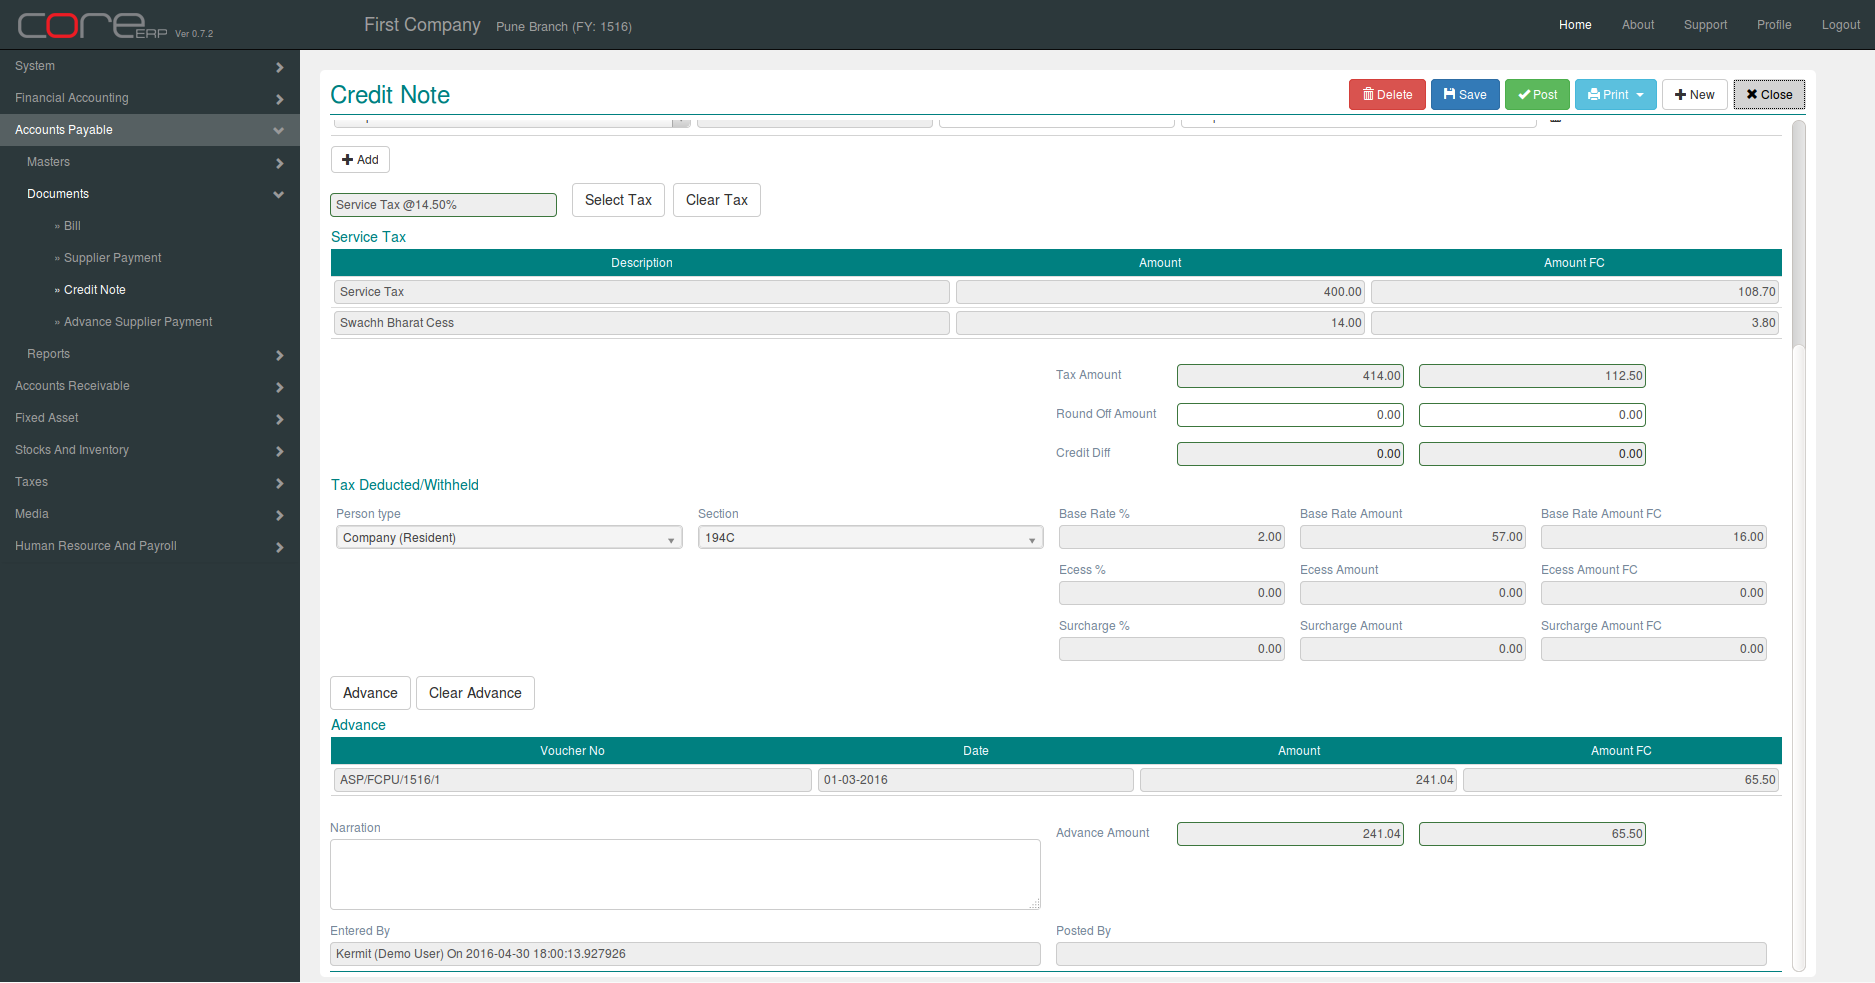 core ERP Ver 0.7.2
First Company Pune Branch (FY: 1516)
Home About Support Profile Logout
System
Financial Accounting
Accounts Payable
Masters
Documents
» Bill
» Supplier Payment
» Credit Note
» Advance Supplier Payment
Reports
Accounts Receivable
Fixed Asset
Stocks And Inventory
Taxes
Media
Human Resource And Payroll
Credit Note
Delete Save Post Print New Close
Add
Service Tax @14.50% Select Tax Clear Tax
Service Tax
Description Amount Amount FC
Service Tax 400.00 108.70
Swachh Bharat Cess 14.00 3.80
Tax Amount 414.00 112.50
Round Off Amount 0.00 0.00
Credit Diff 0.00 0.00
Tax Deducted/Withheld
Person type Section Base Rate % Base Rate Amount Base Rate Amount FC
Company (Resident) 194C 2.00 57.00 16.00
Ecess % Ecess Amount Ecess Amount FC
0.00 0.00 0.00
Surcharge % Surcharge Amount Surcharge Amount FC
0.00 0.00 0.00
Advance Clear Advance
Advance
Voucher No Date Amount Amount FC
ASP/FCPU/1516/1 01-03-2016 241.04 65.50
Narration Advance Amount 241.04 65.50
Entered By Posted By
Kermit (Demo User) On 2016-04-30 18:00:13.927926